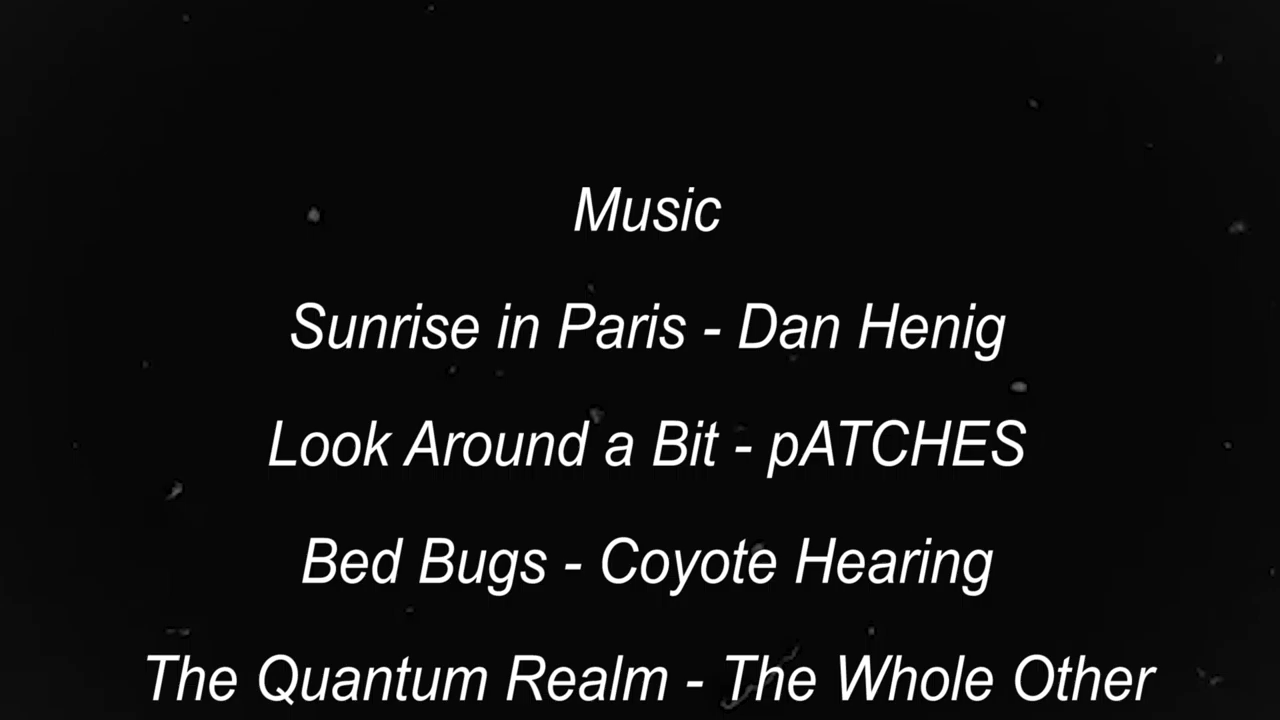 Music
Sunrise in Paris - Dan Henig
Look Around a Bit - pATCHES
Bed Bugs - Coyote Hearing
The Quantum Realm - The Whole Other